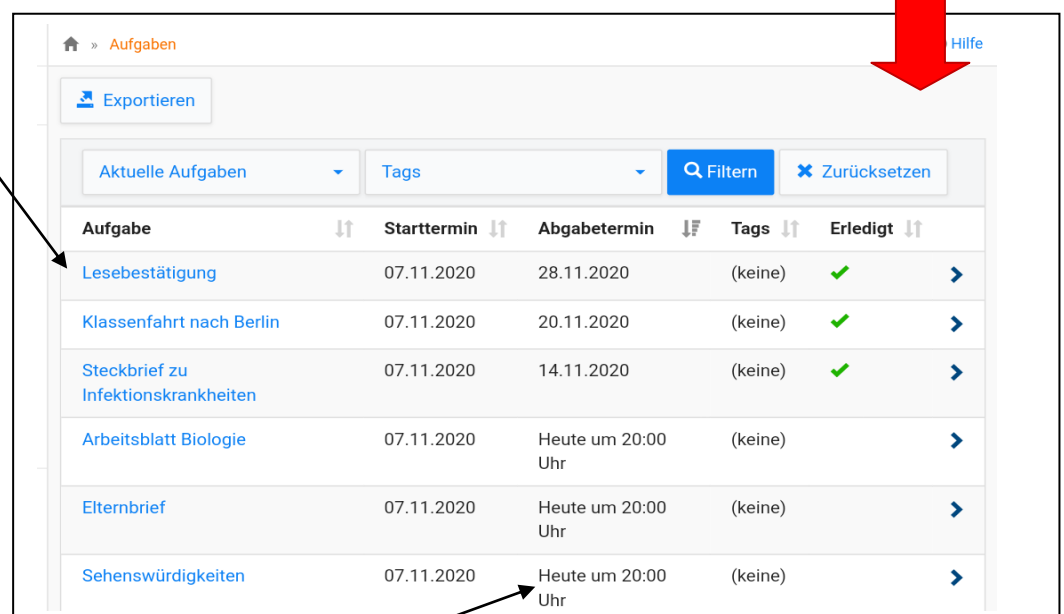 » Aufgaben
Hilfe
Exportieren
Aktuelle Aufgaben Tags Filtern Zurücksetzen
Aufgabe Starttermin Abgabetermin Tags Erledigt
Lesebestätigung 07.11.2020 28.11.2020 (keine)
Klassenfahrt nach Berlin 07.11.2020 20.11.2020 (keine)
Steckbrief zu 07.11.2020 14.11.2020 (keine)
Infektionskrankheiten
Arbeitsblatt Biologie 07.11.2020 Heute um 20:00 (keine)
Uhr
Elternbrief 07.11.2020 Heute um 20:00 (keine)
Uhr
Sehenswürdigkeiten 07.11.2020 Heute um 20:00 (keine)
Uhr